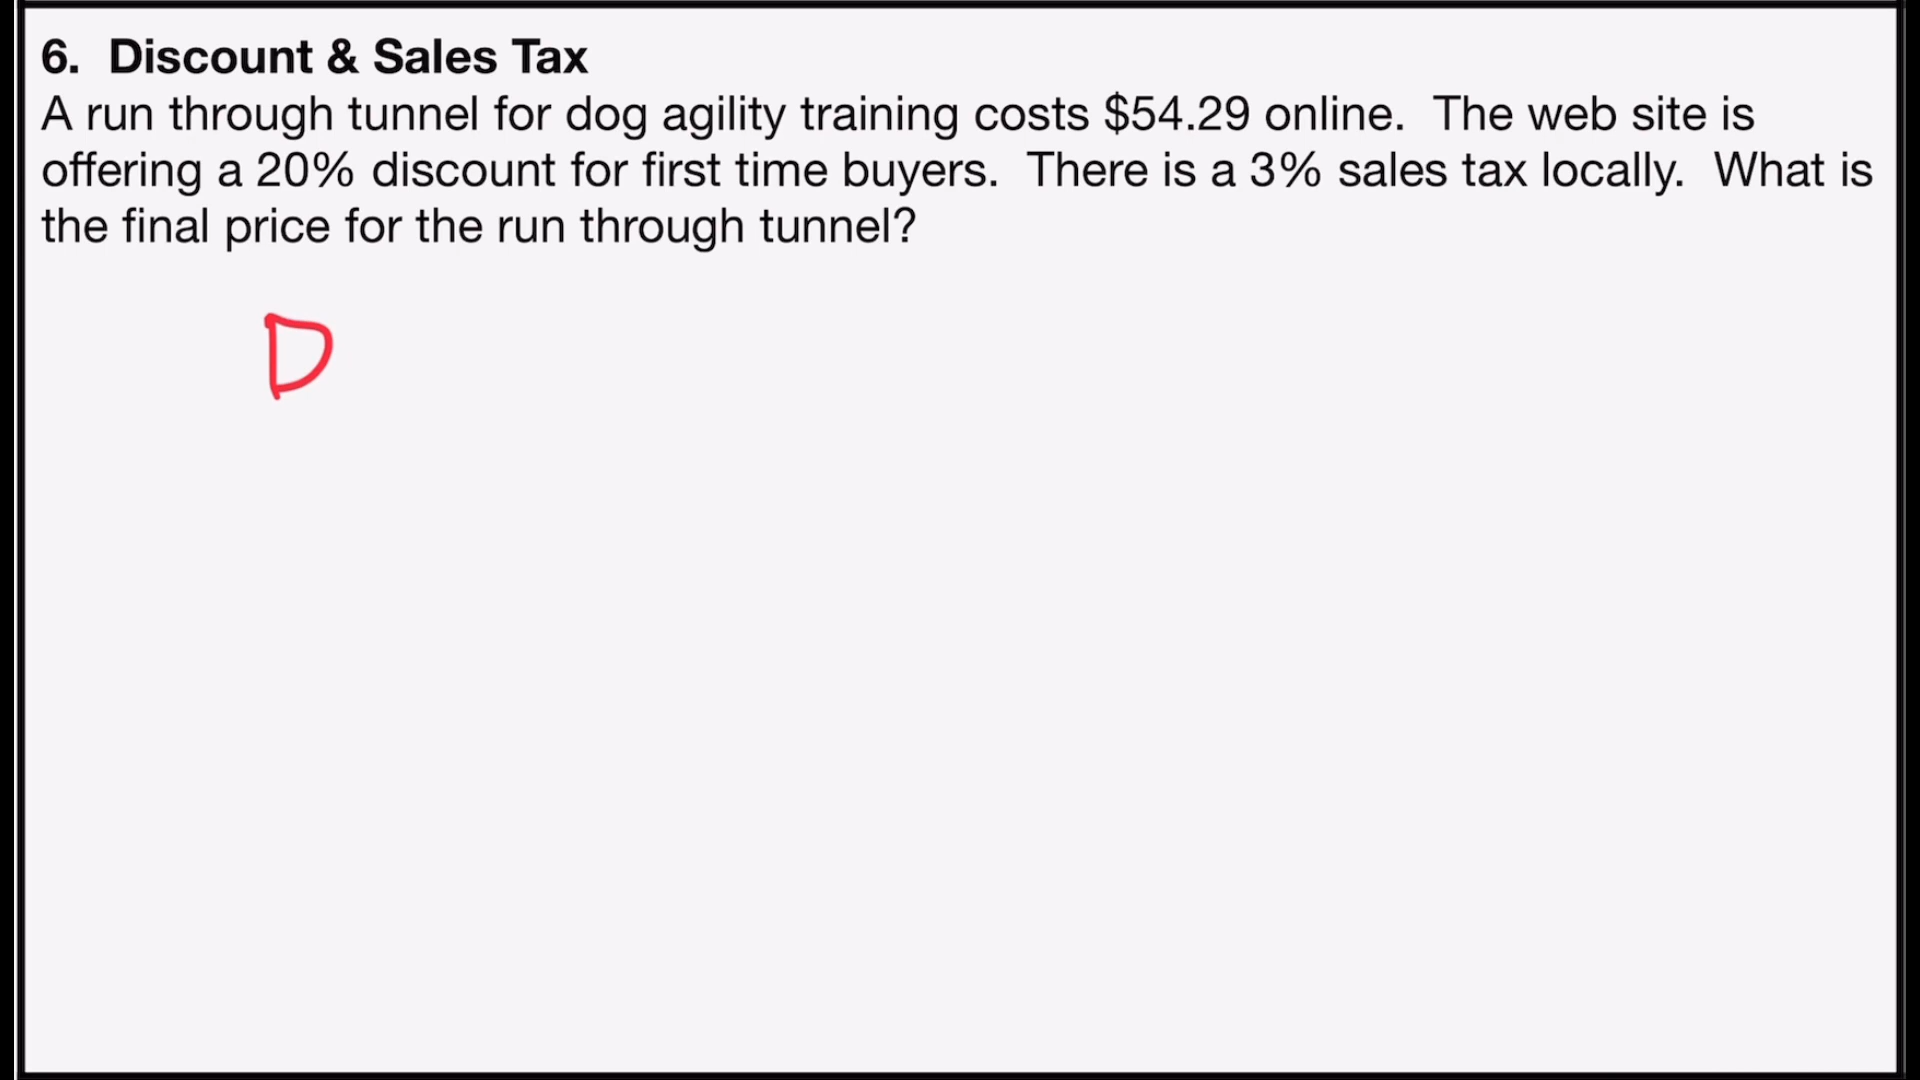 6. Discount & Sales Tax
A run through tunnel for dog agility training costs $54.29 online. The web site is
offering a 20% discount for first time buyers. There is a 3% sales tax locally. What is
the final price for the run through tunnel?
D